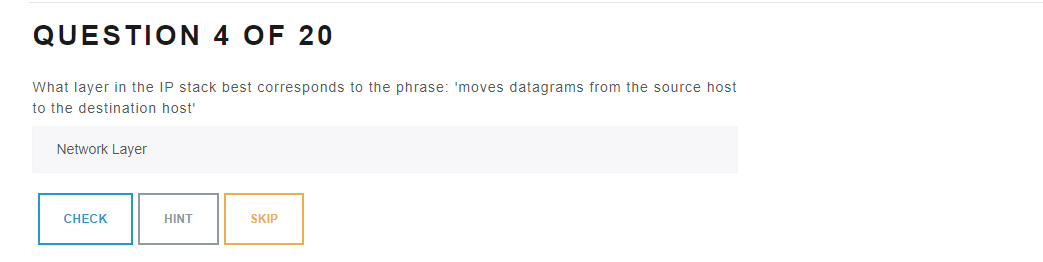 QUESTION 4 OF 20
What layer in the IP stack best corresponds to the phrase: 'moves datagrams from the source host
to the destination host'
Network Layer
CHECK HINT SKIP